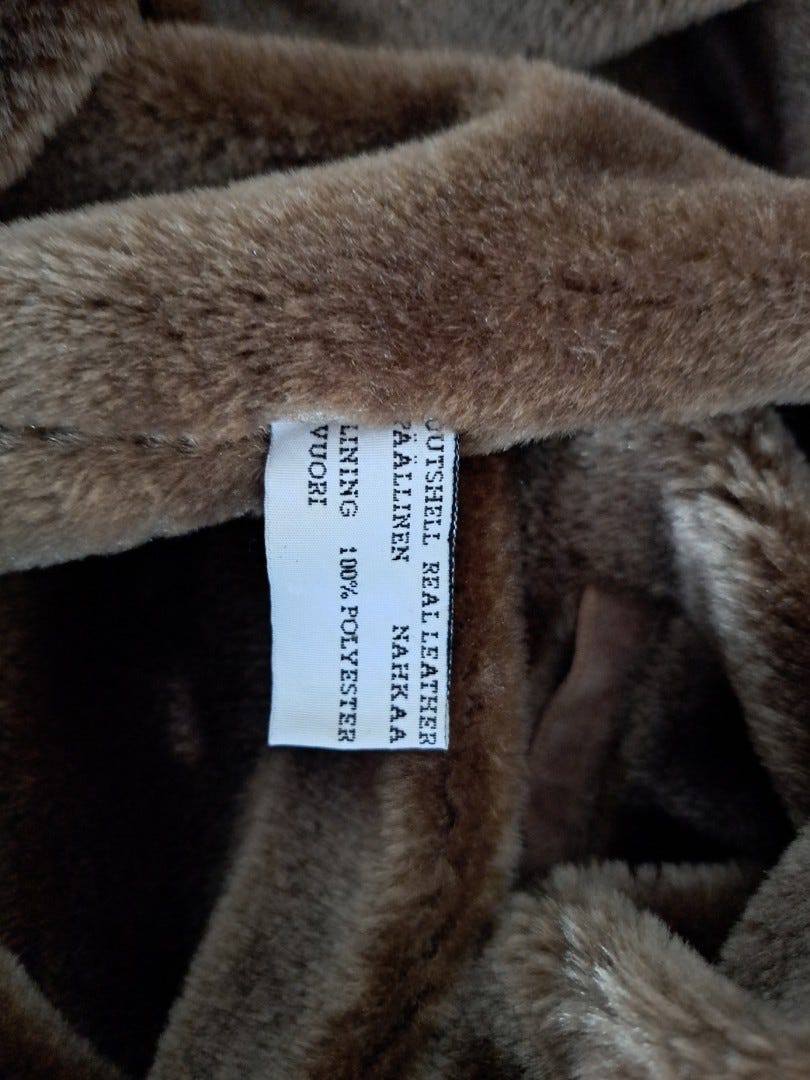 OUTSHELL REAL LEATHER
PÄÄLLINEN NAHKAA
LINING 100% POLYESTER
VUORI